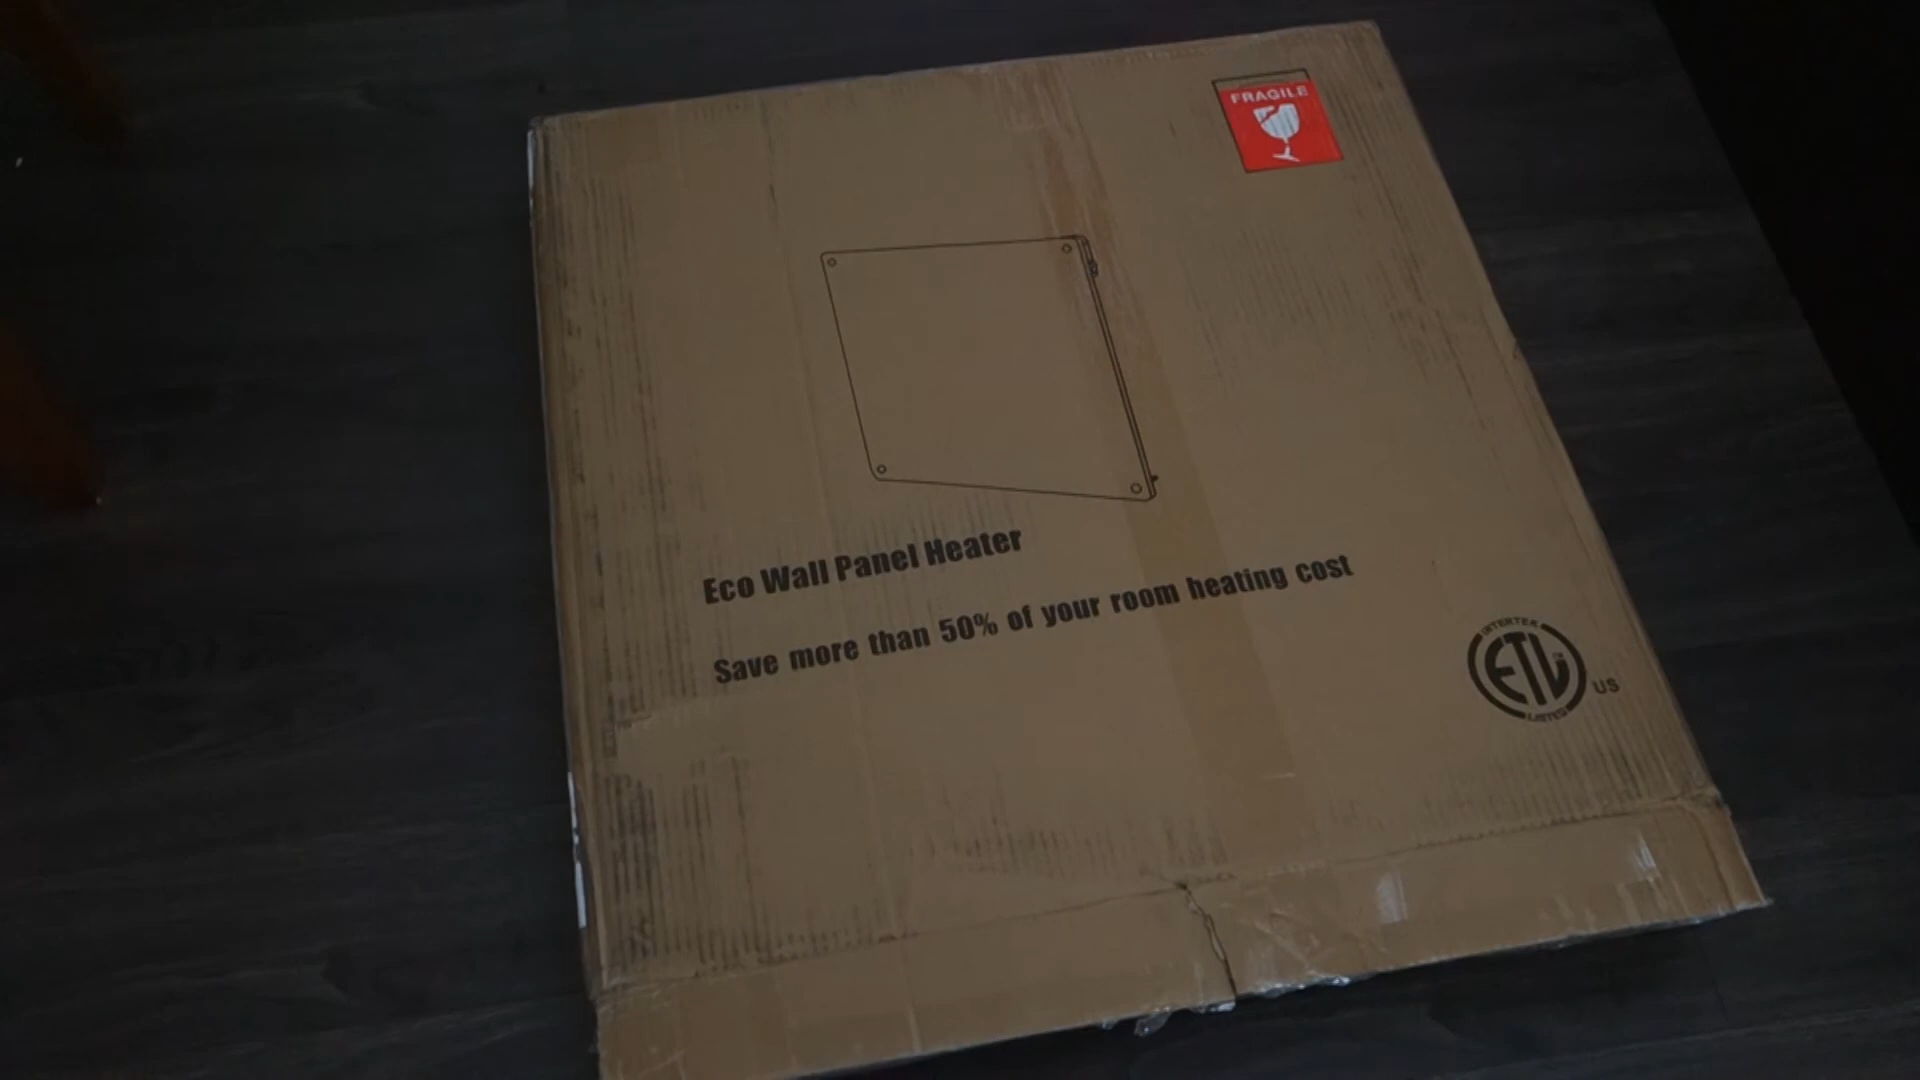 FRAGILE
Eco Wall Panel Heater
Save more than 50% of your room heating cost
INTERTEK
ETL
LISTED
US